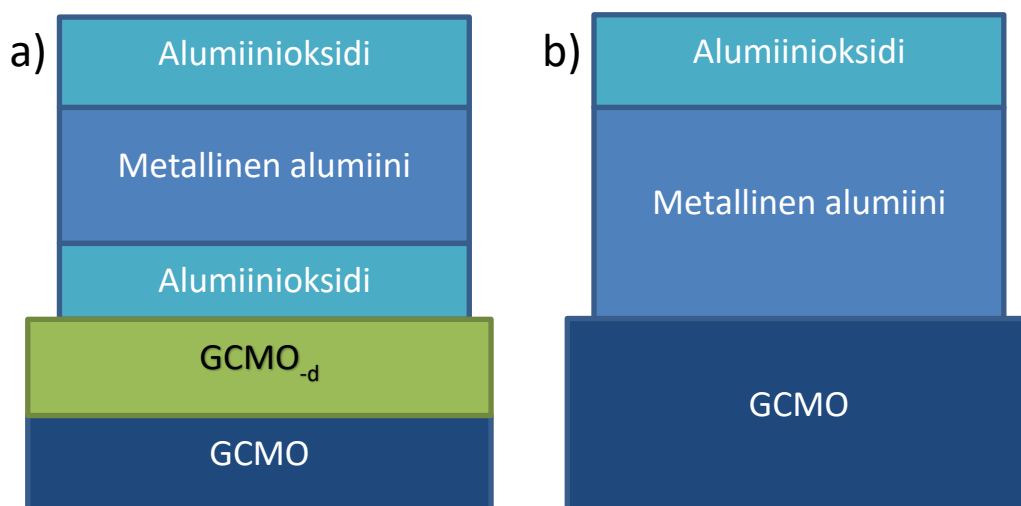 a)
Alumiinioksidi
Metallinen alumiini
Alumiinioksidi
GCMO-d
GCMO
b)
Alumiinioksidi
Metallinen alumiini
GCMO